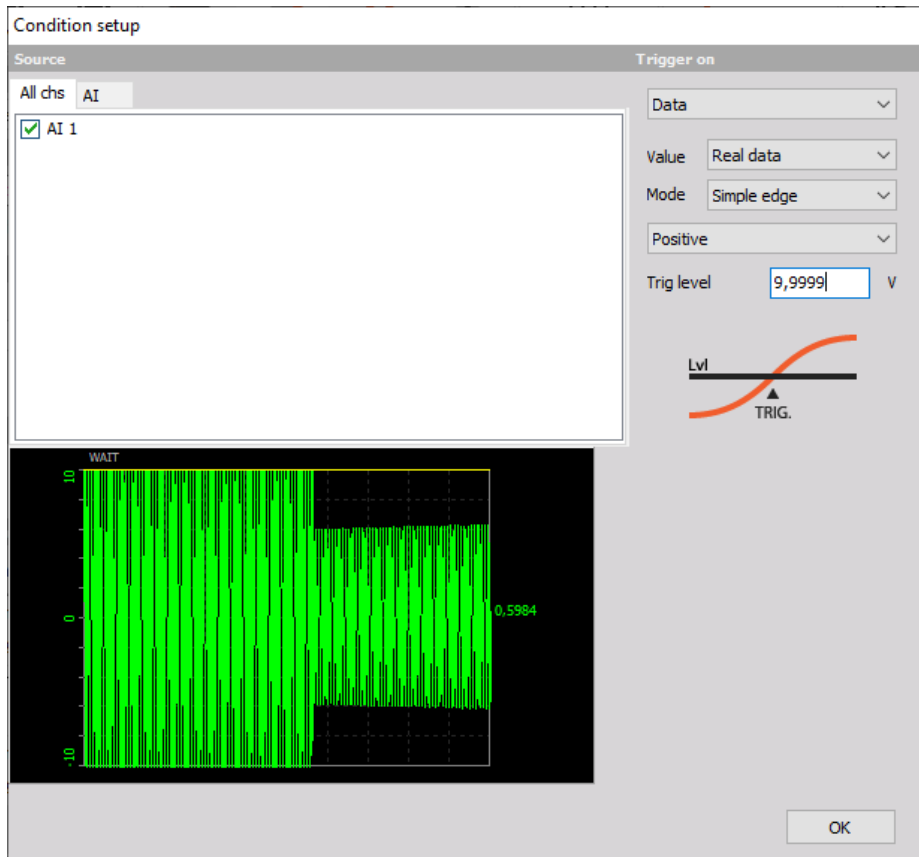 Condition setup
Source
All chs AI
AI 1
WAIT
10
0
-10
0,5984
Trigger on
Data
Value Real data
Mode Simple edge
Positive
Trig level 9,9999 V
Lvl
TRIG.
OK